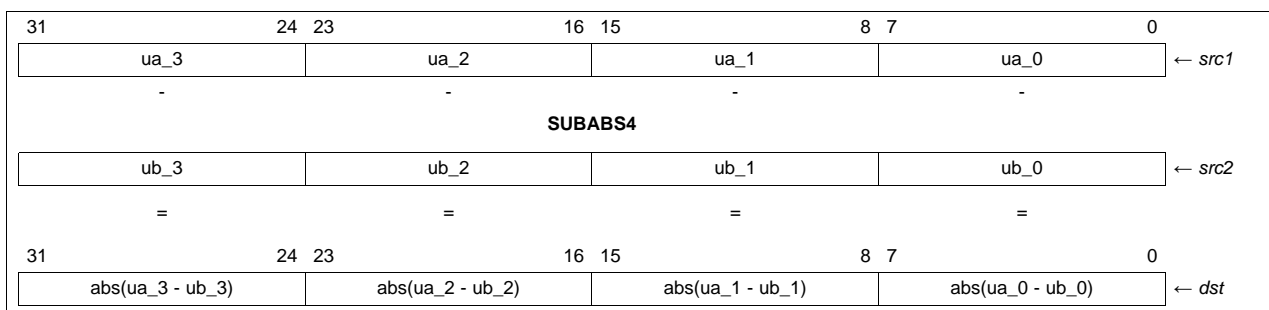 31 24 23 16 15 8 7 0
ua_3 ua_2 ua_1 ua_0 ← src1
- - - -
SUBABS4
ub_3 ub_2 ub_1 ub_0 ← src2
= = = =
31 24 23 16 15 8 7 0
abs(ua_3 - ub_3) abs(ua_2 - ub_2) abs(ua_1 - ub_1) abs(ua_0 - ub_0) ← dst